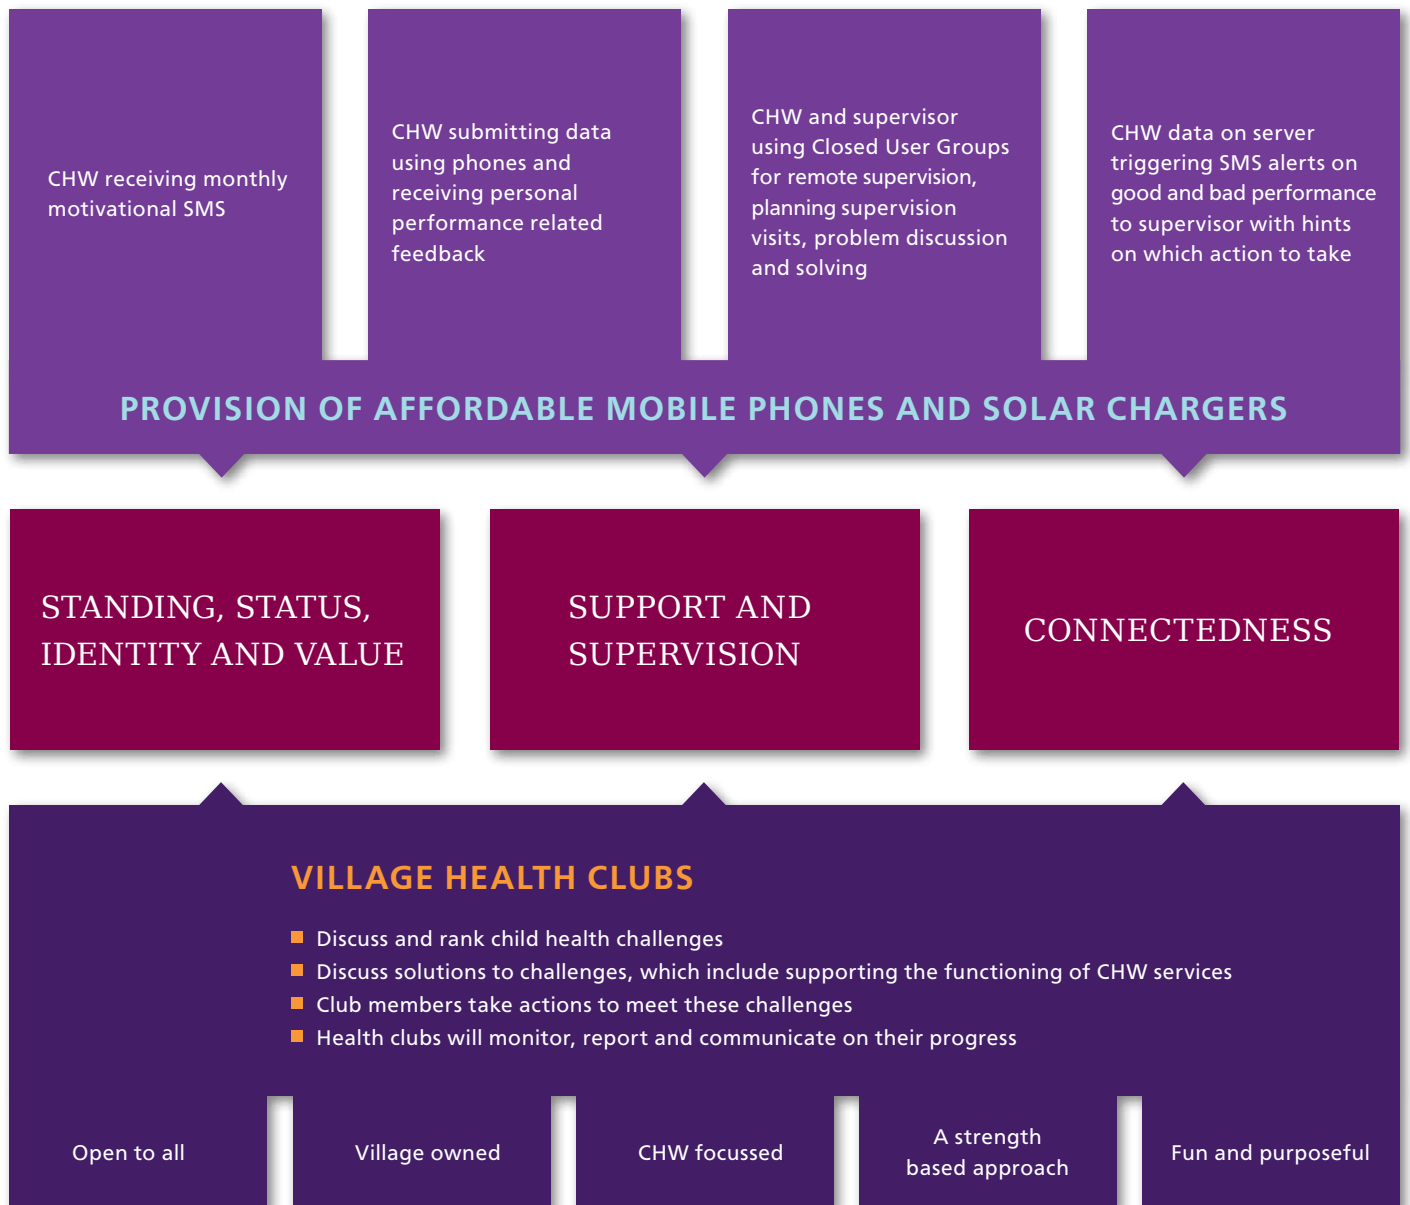 CHW receiving monthly
motivational SMS
CHW submitting data
using phones and
receiving personal
performance related
feedback
CHW and supervisor
using Closed User Groups
for remote supervision,
planning supervision
visits, problem discussion
and solving
CHW data on server
triggering SMS alerts on
good and bad performance
to supervisor with hints
on which action to take
PROVISION OF AFFORDABLE MOBILE PHONES AND SOLAR CHARGERS
STANDING, STATUS,
IDENTITY AND VALUE
SUPPORT AND
SUPERVISION
CONNECTEDNESS
VILLAGE HEALTH CLUBS
Discuss and rank child health challenges
Discuss solutions to challenges, which include supporting the functioning of CHW services
Club members take actions to meet these challenges
Health clubs will monitor, report and communicate on their progress
Open to all
Village owned
CHW focussed
A strength
based approach
Fun and purposeful